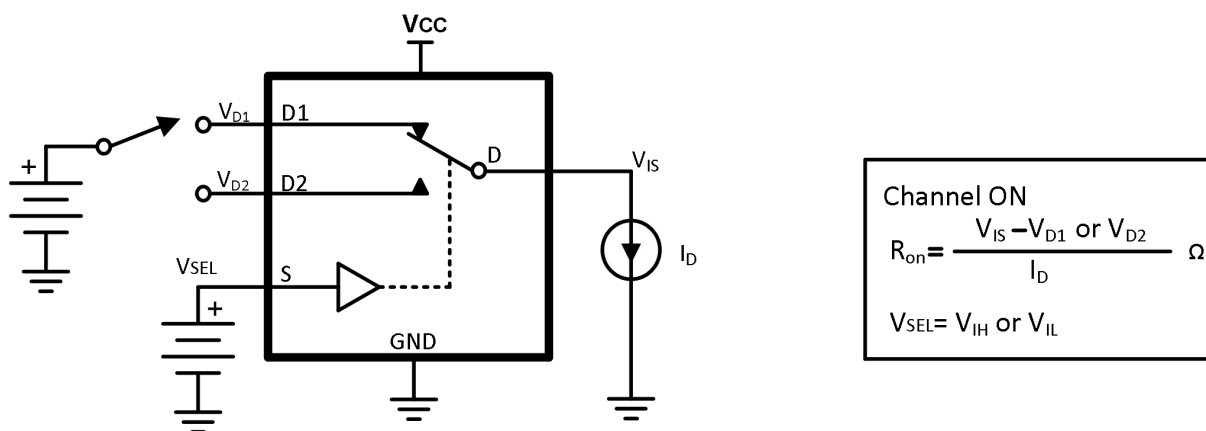 VCC
VD1 D1
D
VIS
+
VD2 D2
ID
VSEL S
+
GND
Channel ON
Ron= VIS –VD1 or VD2 / ID Ω
VSEL= VIH or VIL